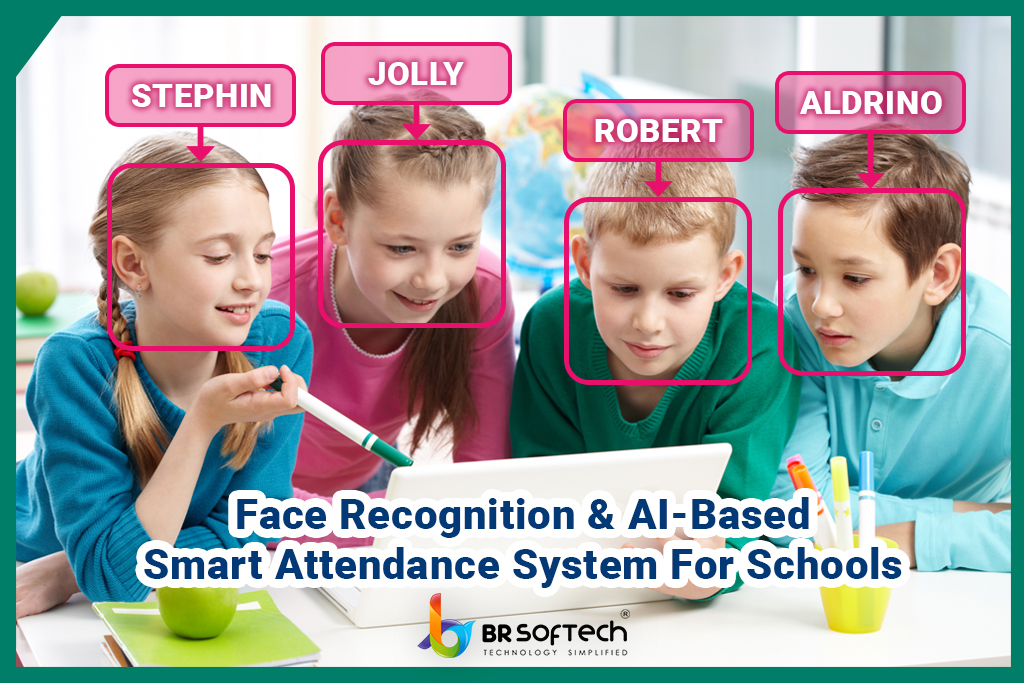 STEPHIN
JOLLY
ROBERT
ALDRINO
Face Recognition & AI-Based
Smart Attendance System For Schools
BR SOFTECH®
TECHNOLOGY SIMPLIFIED